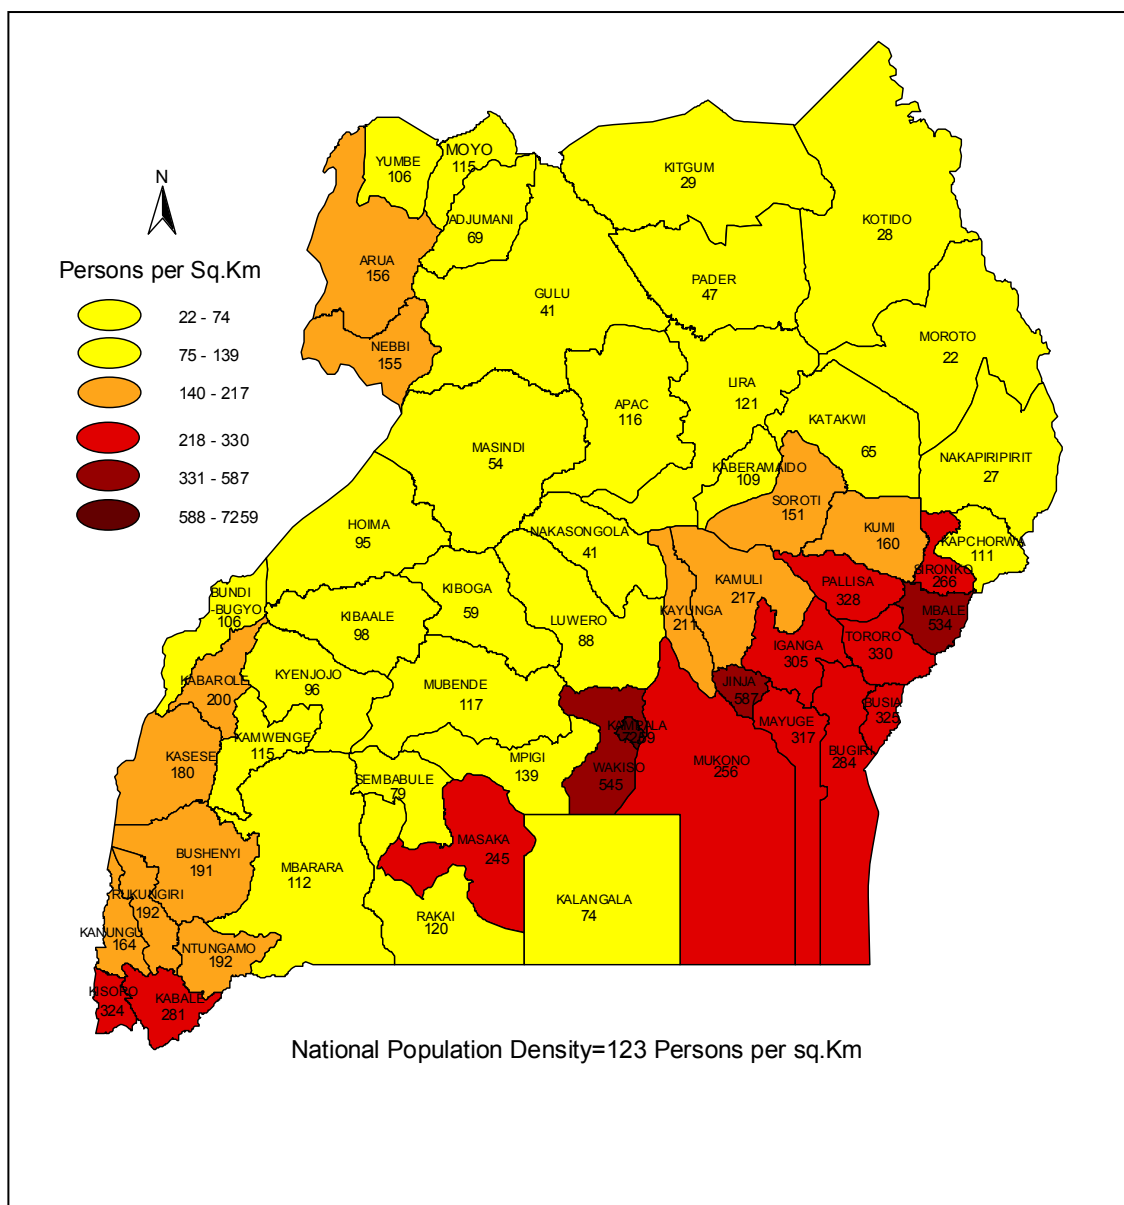 N
Persons per Sq.Km
22 - 74
75 - 139
140 - 217
218 - 330
331 - 587
588 - 7259
YUMBE
106
MOYO
115
ADJUMANI
69
KITGUM
29
KOTIDO
28
ARUA
156
PADER
47
GULU
41
NEBBI
155
MOROTO
22
LIRA
121
APAC
116
KATAKWI
65
MASINDI
54
NAKAPIRIPIRIT
27
KABERAMAIDO
109
SOROTI
151
KUMI
160
HOIMA
95
NAKASONGOLA
41
KAPCHORWA
111
SIRONKO
266
KIBOGA
59
KAMULI
217
PALLISA
328
BUNDI
-BUGYO
106
KIBAALE
98
LUWERO
88
KAYUNGA
211
MBALE
534
IGANGA
305
TORORO
330
KABAROLE
200
KYENJOJO
96
MUBENDE
117
JINJA
587
BUSIA
325
KAMPALA
7259
MAYUGE
317
KAMWENGE
115
KASESE
180
MPIGI
139
WAKISO
545
MUKONO
256
BUGIRI
284
SEMBABULE
79
MASAKA
245
BUSHENYI
191
MBARARA
112
RUKUNGIRI
192
KALANGALA
74
RAKAI
120
KANUNGU
164
NTUNGAMO
192
KISORO
324
KABALE
281
National Population Density=123 Persons per sq.Km